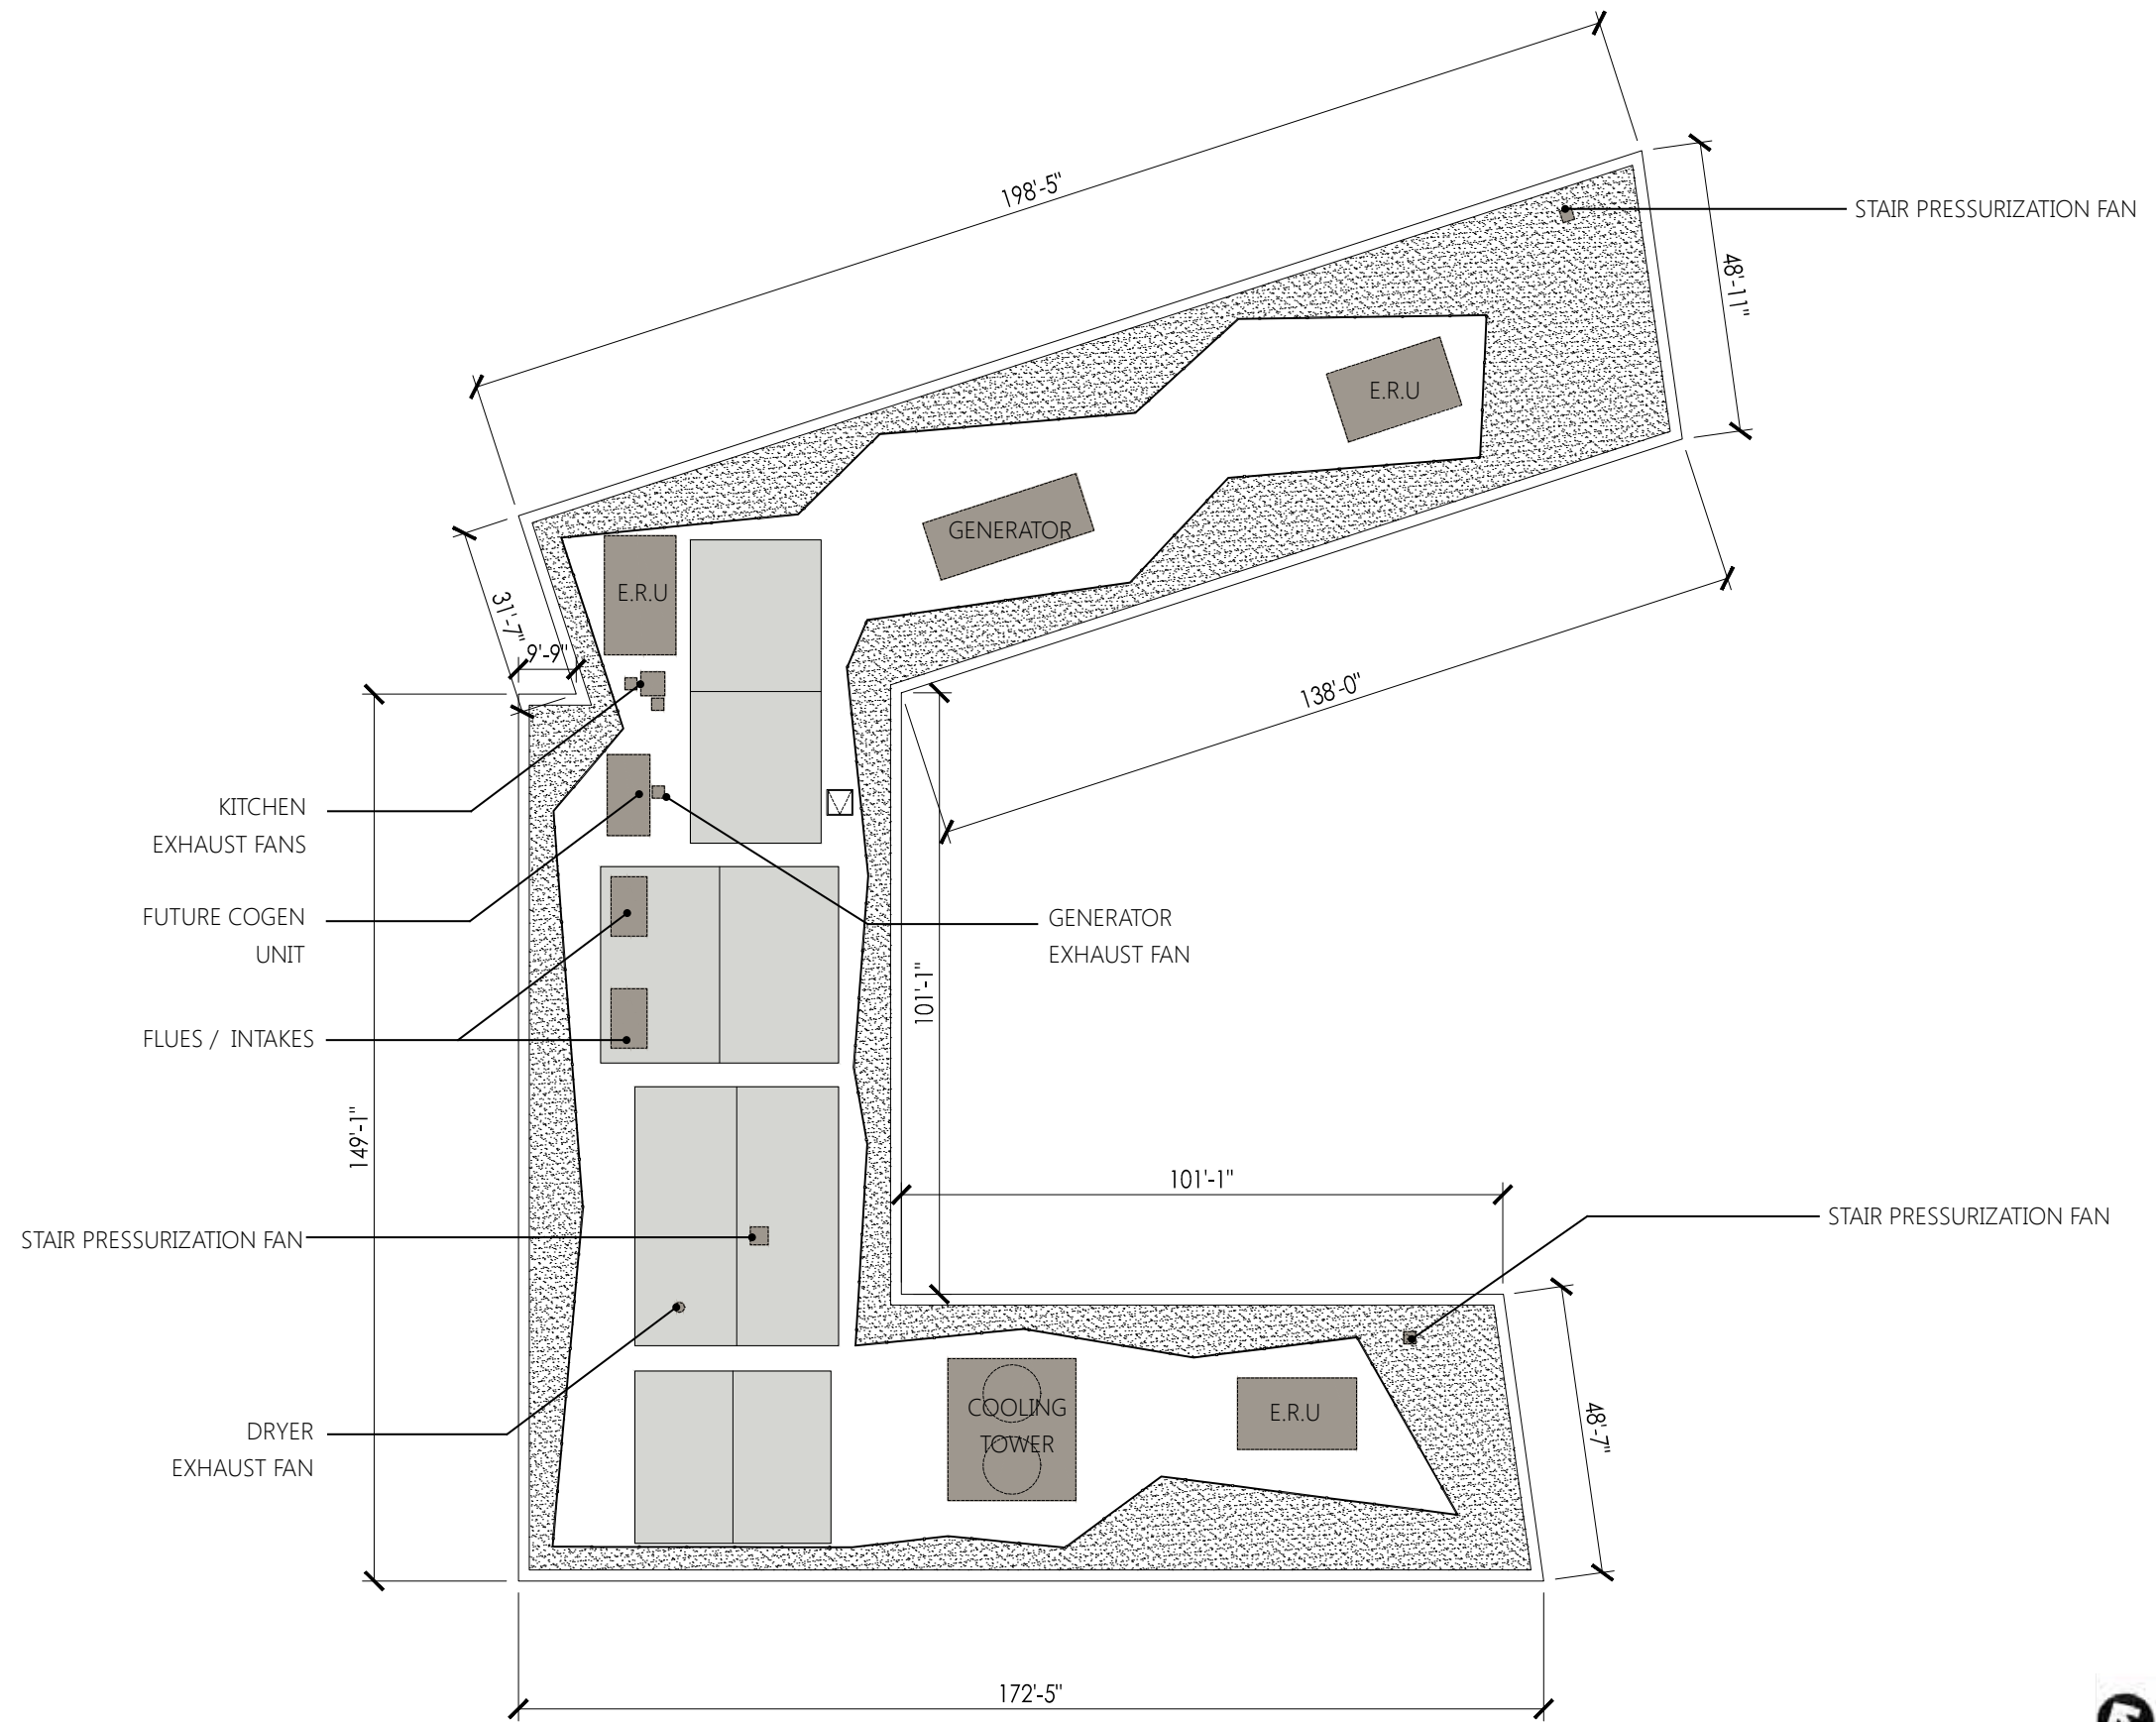 198'-5"
STAIR PRESSURIZATION FAN
48'-11"
E.R.U
GENERATOR
E.R.U
31'-7"
9'-9"
138'-0"
KITCHEN
EXHAUST FANS
FUTURE COGEN
UNIT
GENERATOR
EXHAUST FAN
101'-1"
FLUES / INTAKES
149'-1"
101'-1"
STAIR PRESSURIZATION FAN
STAIR PRESSURIZATION FAN
COOLING
TOWER
E.R.U
48'-7"
DRYER
EXHAUST FAN
172'-5"